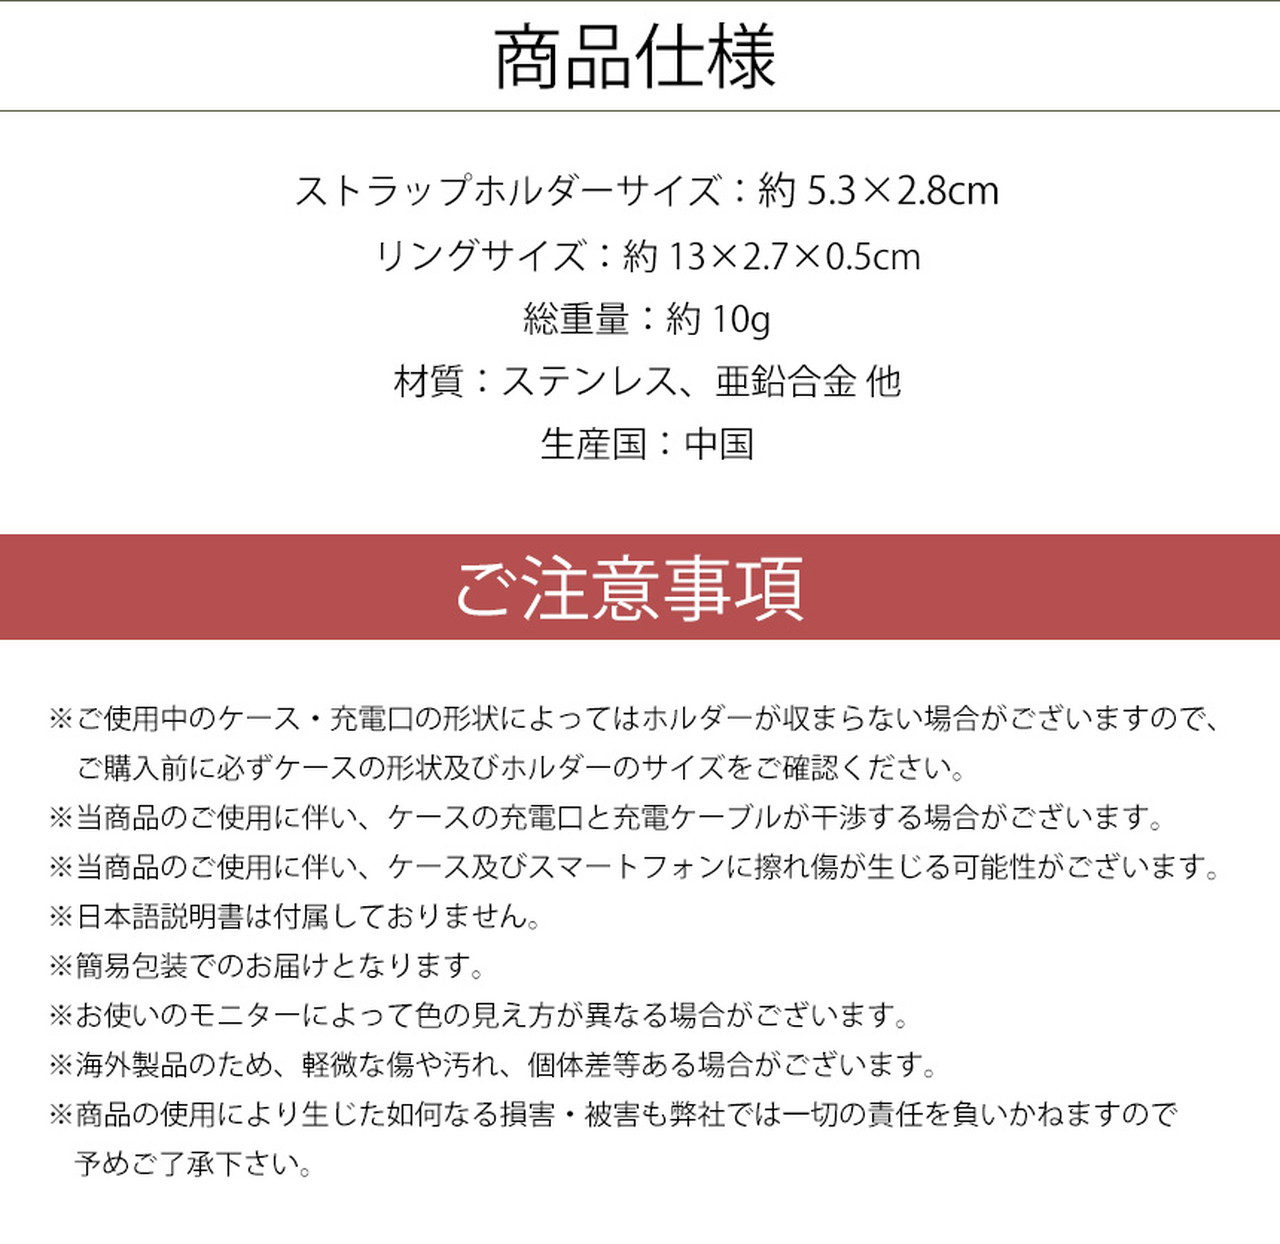 商品仕様
ストラップホルダーサイズ：約 5.3×2.8cm
リングサイズ：約 13×2.7×0.5cm
総重量：約 10g
材質：ステンレス、亜鉛合金 他
生産国：中国
ご注意事項
※ご使用中のケース・充電口の形状によってはホルダーが収まらない場合がございますので、
ご購入前に必ずケースの形状及びホルダーのサイズをご確認ください。
※当商品のご使用に伴い、ケースの充電口と充電ケーブルが干渉する場合がございます。
※当商品のご使用に伴い、ケース及びスマートフォンに擦れ傷が生じる可能性がございます。
※日本語説明書は付属しておりません。
※簡易包装でのお届けとなります。
※お使いのモニターによって色の見え方が異なる場合がございます。
※海外製品のため、軽微な傷や汚れ、個体差等ある場合がございます。
※商品の使用により生じた如何なる損害・被害も弊社では一切の責任を負いかねますので
予めご了承下さい。